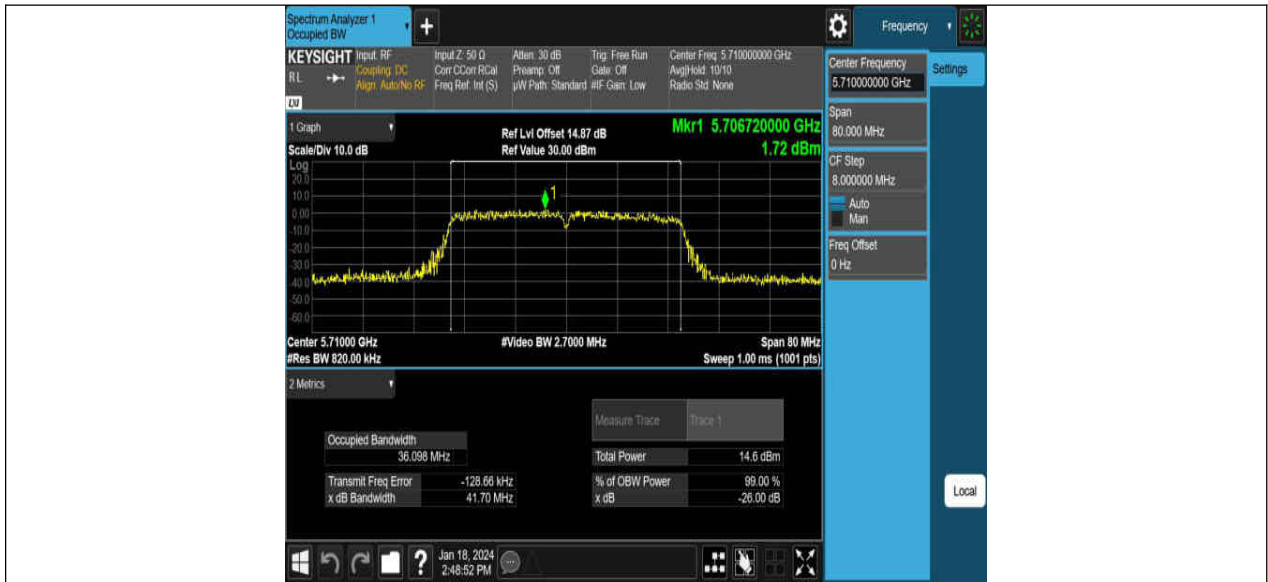 Spectrum Analyzer 1
Occupied BW
+
Frequency
KEYSIGHT
RL
LXI
Input: RF
Coupling: DC
Align: Auto/No RF
Input Z: 50 Ω
Corr CCorr RCal
Freq Ref: Int (S)
Atten: 30 dB
Preamp: Off
µW Path: Standard
Trig: Free Run
Gate: Off
#IF Gain: Low
Center Freq: 5.710000000 GHz
Avg|Hold: 10/10
Radio Std: None
Center Frequency
5.710000000 GHz
Settings
Span
80.000 MHz
CF Step
8.000000 MHz
Auto
Man
Freq Offset
0 Hz
Local
1 Graph
Scale/Div 10.0 dB
Ref Lvl Offset 14.87 dB
Ref Value 30.00 dBm
Mkr1 5.706720000 GHz
1.72 dBm
Log
20.0
10.0
0.00
-10.0
-20.0
-30.0
-40.0
-50.0
-60.0
1
Center 5.71000 GHz
#Video BW 2.7000 MHz
Span 80 MHz
#Res BW 820.00 kHz
Sweep 1.00 ms (1001 pts)
2 Metrics
Measure Trace Trace 1
Occupied Bandwidth
36.098 MHz
Total Power 14.6 dBm
Transmit Freq Error -128.66 kHz
% of OBW Power 99.00 %
x dB Bandwidth 41.70 MHz
x dB -26.00 dB
?
Jan 18, 2024
2:48:52 PM